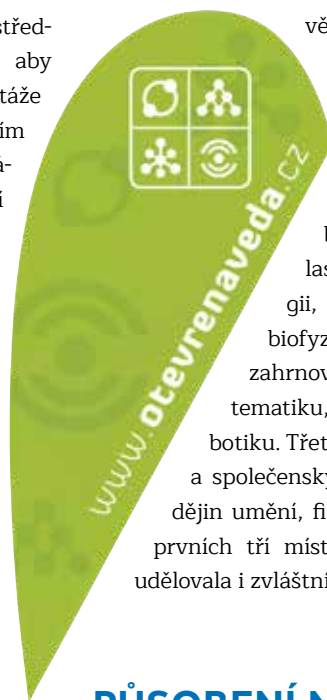 střed-
aby
táže
ím
á-
í
vě
www.otevrenaveda.cz
las
gii,
biofyz
zahrnov
tematiku,
botiku. Třet
a společenský
dějin umění, fi
prvních tří míst
udělovala i zvláštní
PŮSOBENÍ N